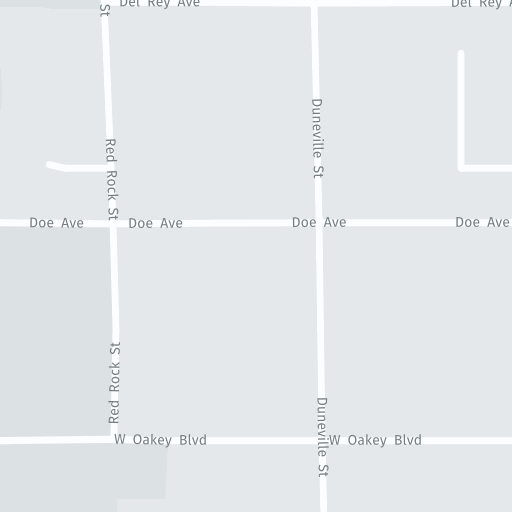 St
Del Rey Ave
Del Rey A
Duneville St
Red Rock St
Doe Ave
Doe Ave
Doe Ave
Doe Ave
Red Rock St
Duneville St
W Oakey Blvd
W Oakey Blvd